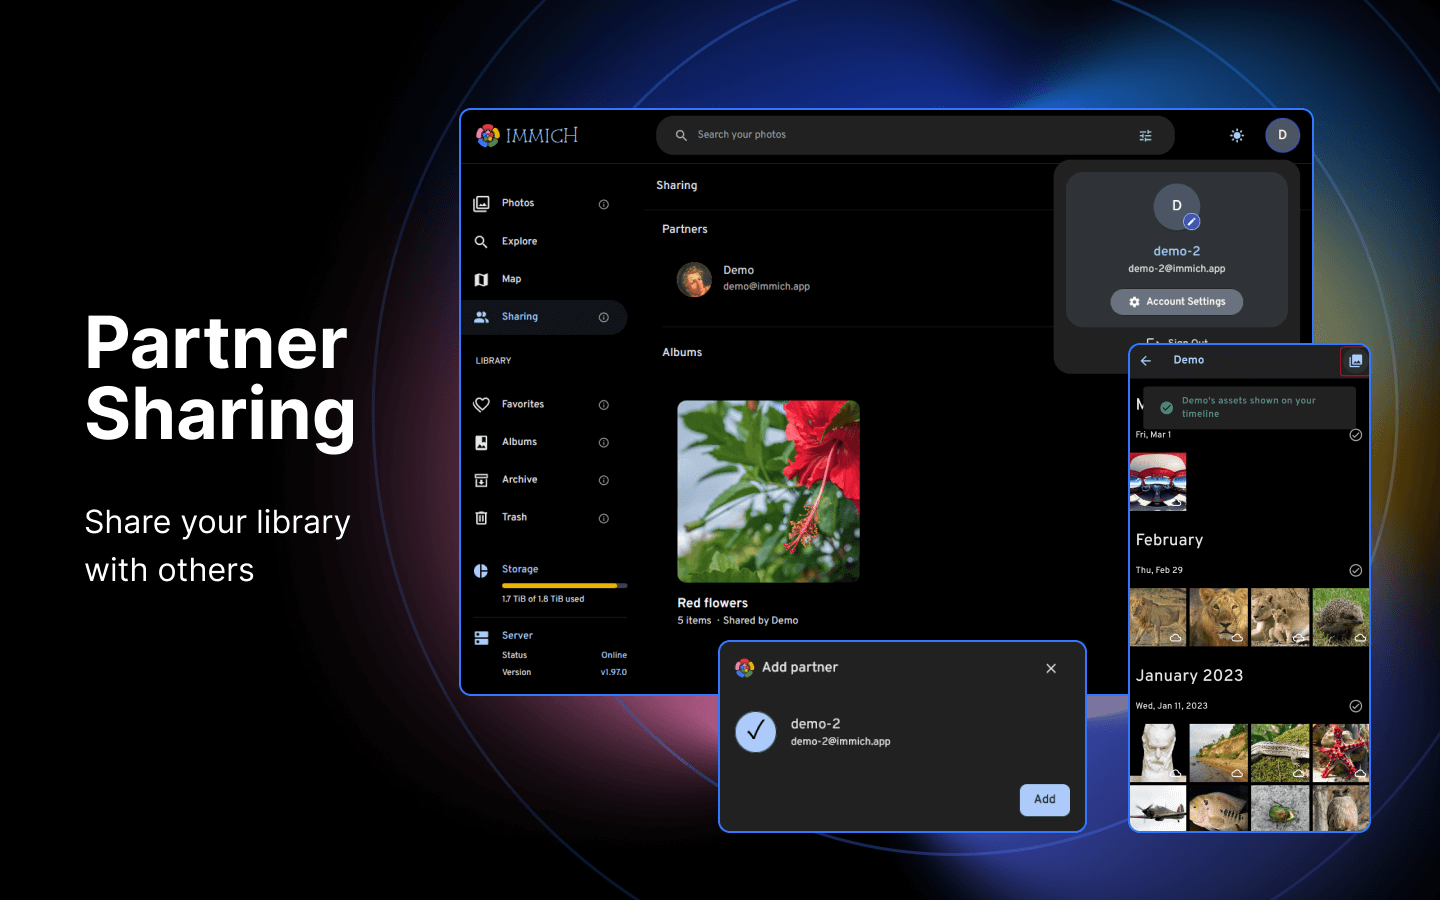 Partner
Sharing
Share your library
with others
IMMICH
Search your photos
D
Photos
Explore
Map
Sharing
LIBRARY
Favorites
Albums
Archive
Trash
Storage
1.7 TiB of 1.8 TiB used
Server
Status Online
Version v1.97.0
Sharing
Partners
Demo
demo@immich.app
Albums
Red flowers
5 items · Shared by Demo
D
demo-2
demo-2@immich.app
Account Settings
Sign Out
Add partner
demo-2
demo-2@immich.app
Add
Demo
Demo's assets shown on your
timeline
Fri, Mar 1
February
Thu, Feb 29
January 2023
Wed, Jan 11, 2023